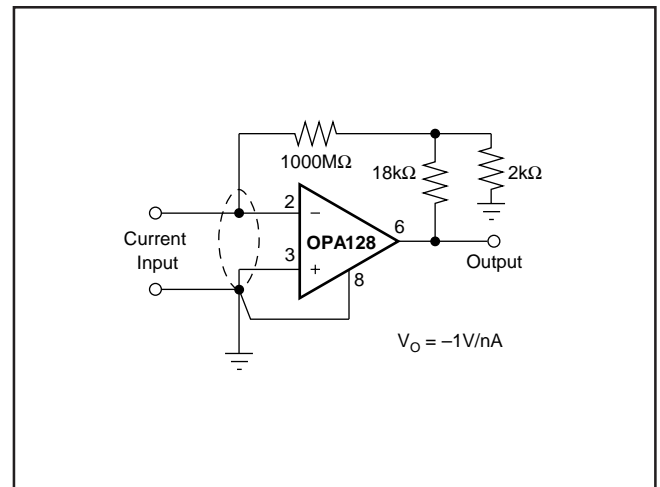 1000MΩ
18kΩ
2kΩ
2
−
OPA128
6
3
+
8
Current
Input
Output
V_O = –1V/nA